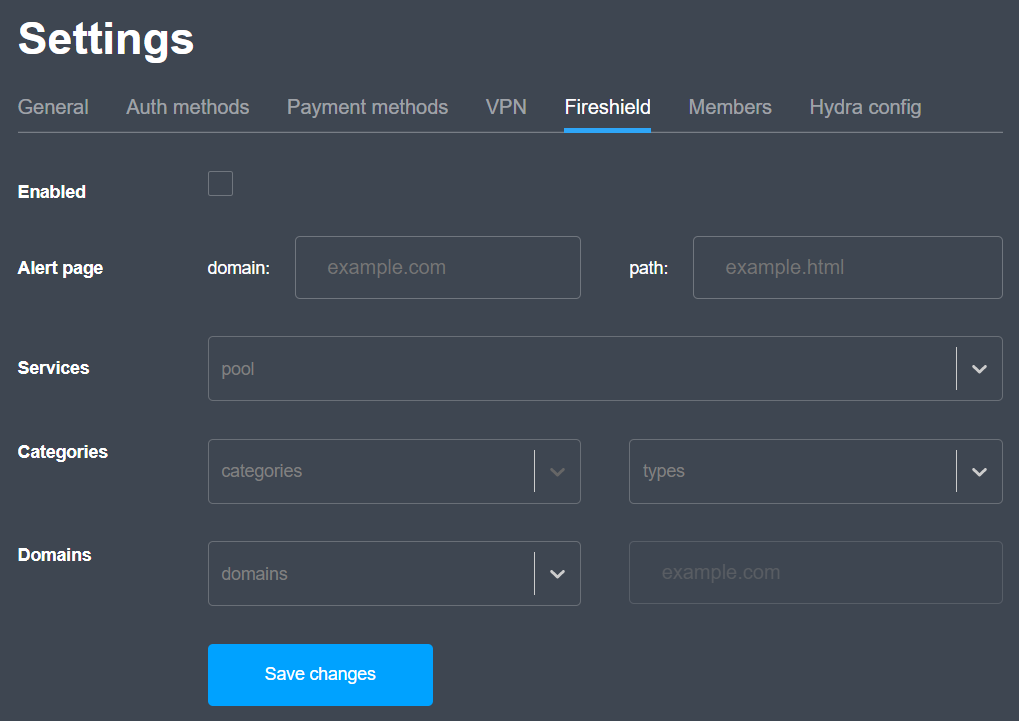 Settings
General Auth methods Payment methods VPN Fireshield Members Hydra config
Enabled
Alert page domain: example.com path: example.html
Services pool
Categories categories types
Domains domains example.com
Save changes